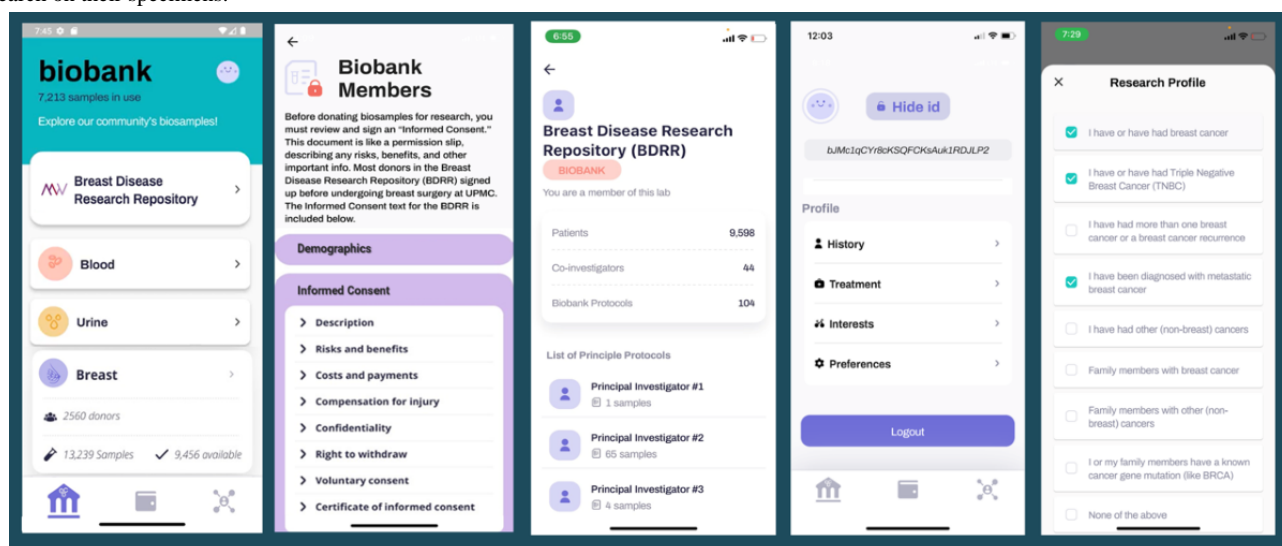 earch on their specimens.
7:45
biobank
7,213 samples in use
Explore our community's biosamples!
Breast Disease
Research Repository
Blood
Urine
Breast
2560 donors
13,239 Samples
9,456 available
Biobank
Members
Before donating biosamples for research, you
must review and sign an "Informed Consent."
This document is like a permission slip,
describing any risks, benefits, and other
important info. Most donors in the Breast
Disease Research Repository (BDRR) signed
up before undergoing breast surgery at UPMC.
The Informed Consent text for the BDRR is
included below.
Demographics
Informed Consent
Description
Risks and benefits
Costs and payments
Compensation for injury
Confidentiality
Right to withdraw
Voluntary consent
Certificate of informed consent
6:55
Breast Disease Research
Repository (BDRR)
BIOBANK
You are a member of this lab
Patients 9,598
Co-investigators 44
Biobank Protocols 104
List of Principle Protocols
Principal Investigator #1
1 samples
Principal Investigator #2
65 samples
Principal Investigator #3
4 samples
12:03
Hide id
bJMc1qCYr8cKSQFCKsAuk1RDJLP2
Profile
History
Treatment
Interests
Preferences
Logout
7:29
Research Profile
I have or have had breast cancer
I have or have had Triple Negative
Breast Cancer (TNBC)
I have had more than one breast
cancer or a breast cancer recurrence
I have been diagnosed with metastatic
breast cancer
I have had other (non-breast) cancers
Family members with breast cancer
Family members with other (non-
breast) cancers
I or my family members have a known
cancer gene mutation (like BRCA)
None of the above